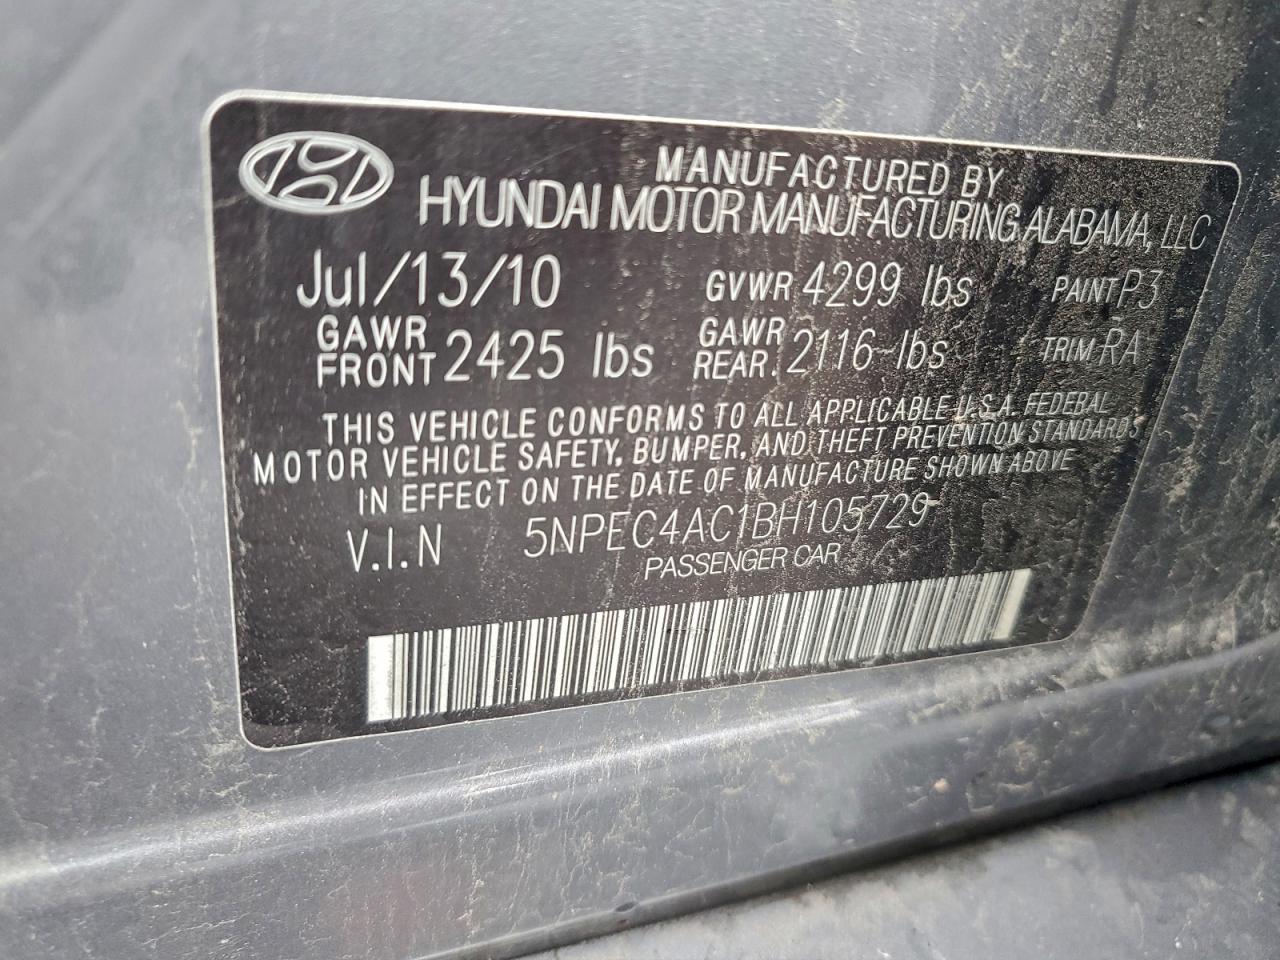 MANUFACTURED BY
HYUNDAI MOTOR MANUFACTURING ALABAMA, LLC
Jul/13/10 GVWR 4299 lbs PAINT P3
GAWR FRONT 2425 lbs GAWR REAR. 2116 lbs TRIM RA
THIS VEHICLE CONFORMS TO ALL APPLICABLE U.S.A. FEDERAL
MOTOR VEHICLE SAFETY, BUMPER, AND THEFT PREVENTION STANDARDS
IN EFFECT ON THE DATE OF MANUFACTURE SHOWN ABOVE
V.I.N 5NPEC4AC1BH105729
PASSENGER CAR